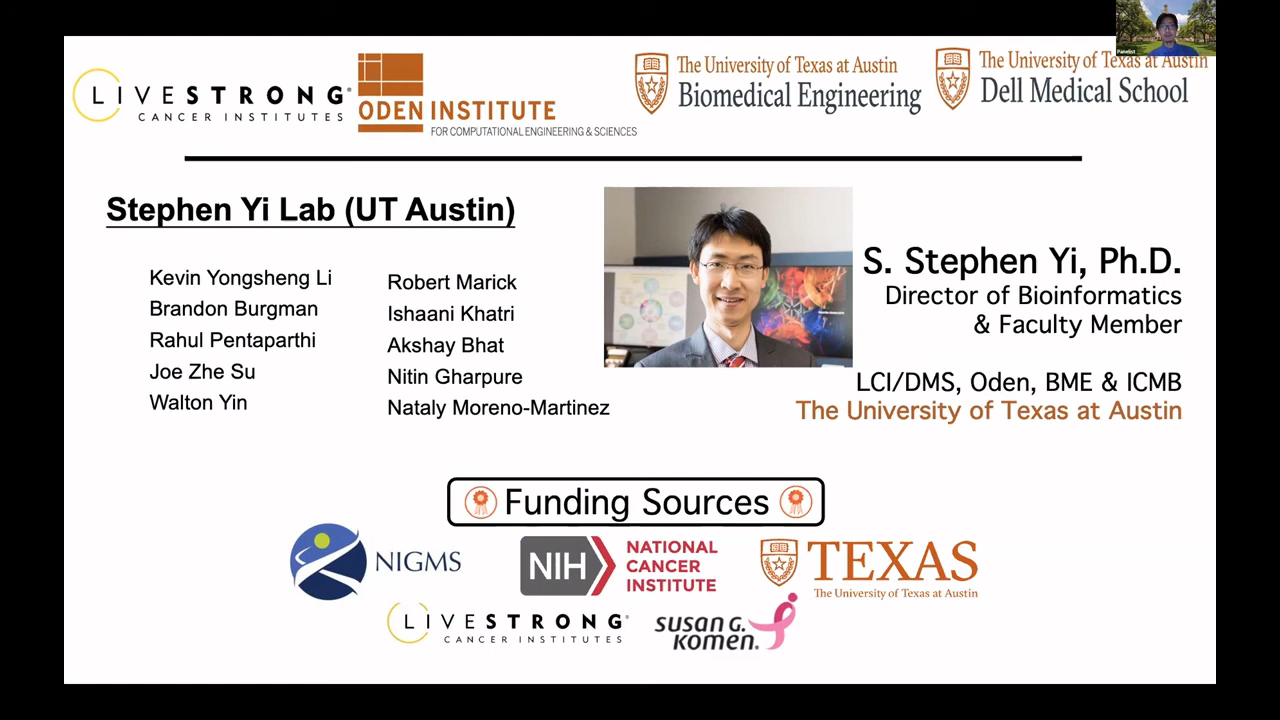 Panelist
LIVESTRONG®
CANCER INSTITUTES
ODEN INSTITUTE
FOR COMPUTATIONAL ENGINEERING & SCIENCES
The University of Texas at Austin
Biomedical Engineering
The University of Texas at Austin
Dell Medical School
Stephen Yi Lab (UT Austin)
Kevin Yongsheng Li
Brandon Burgman
Rahul Pentaparthi
Joe Zhe Su
Walton Yin
Robert Marick
Ishaani Khatri
Akshay Bhat
Nitin Gharpure
Nataly Moreno-Martinez
S. Stephen Yi, Ph.D.
Director of Bioinformatics
& Faculty Member
LCI/DMS, Oden, BME & ICMB
The University of Texas at Austin
Funding Sources
NIGMS
NIH
NATIONAL
CANCER
INSTITUTE
TEXAS
The University of Texas at Austin
LIVESTRONG®
CANCER INSTITUTES
susan G.
komen.